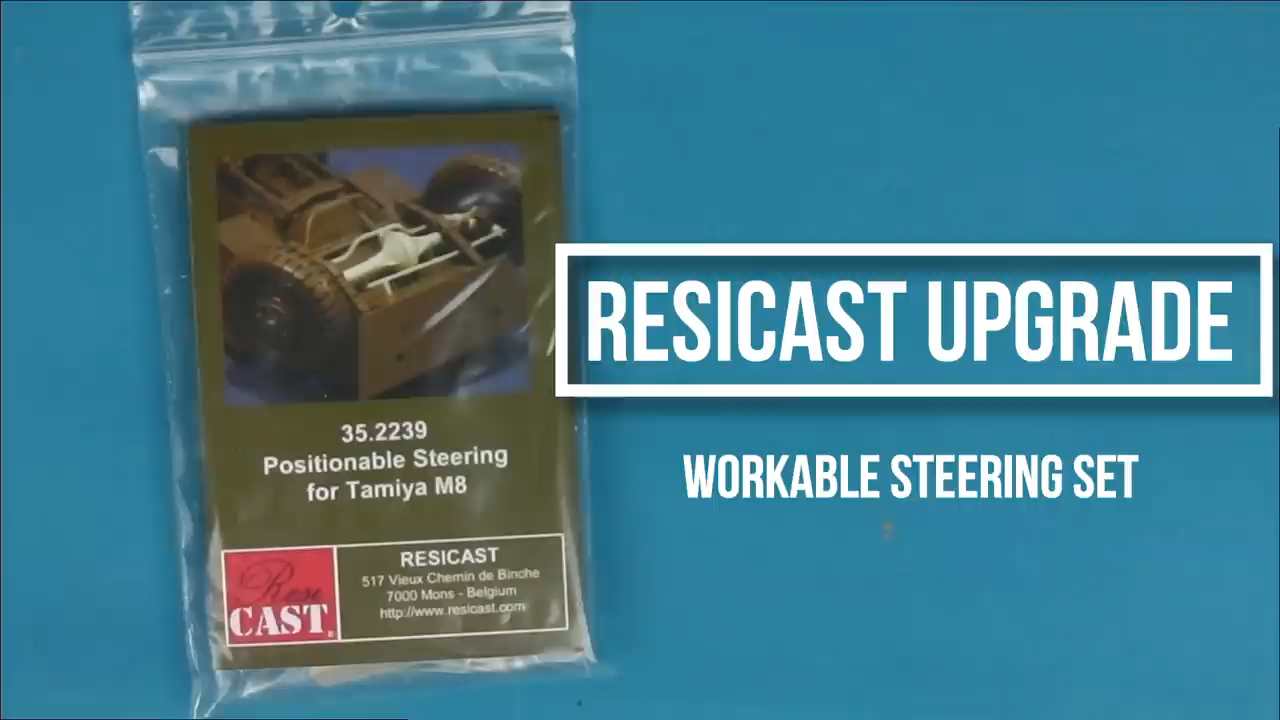 35.2239
Positionable Steering
for Tamiya M8
Rese
CAST
RESICAST
517 Vieux Chemin de Binche
7000 Mons - Belgium
http://www.resicast.com
RESICAST UPGRADE
WORKABLE STEERING SET